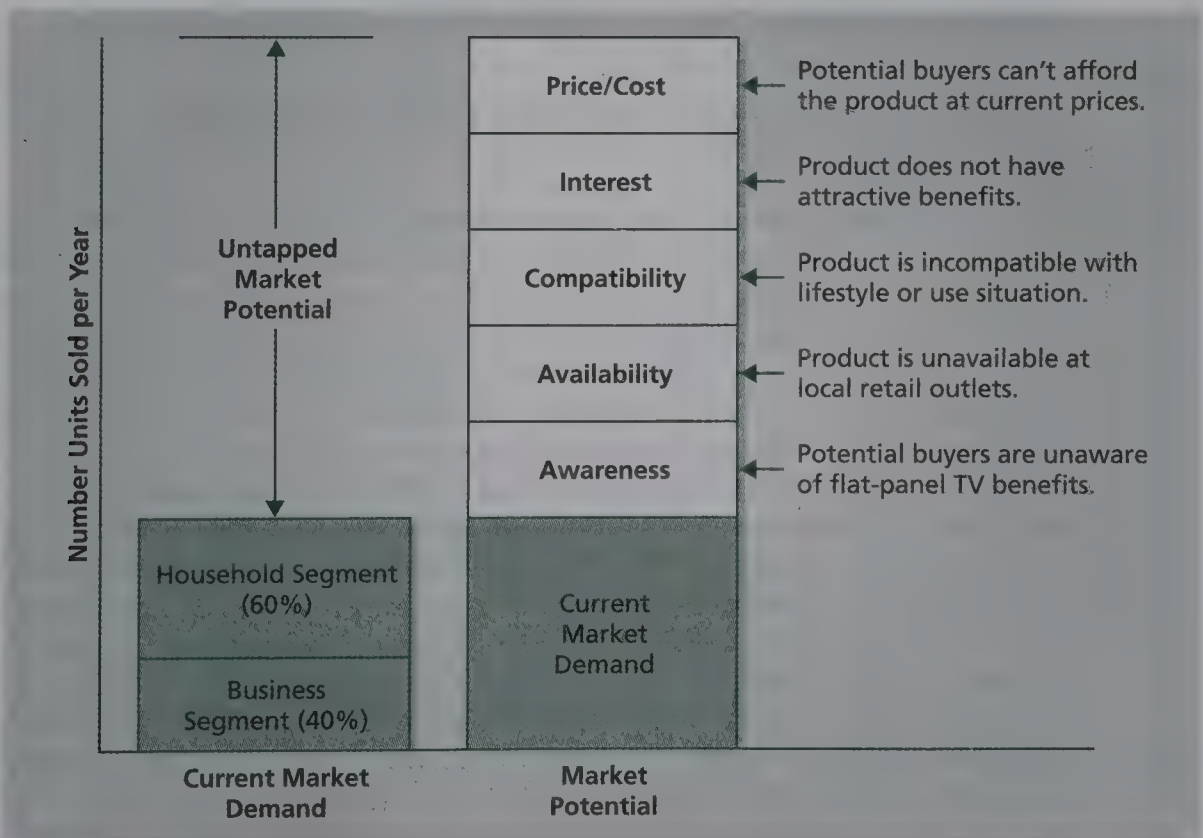 Number Units Sold per Year
Untapped
Market
Potential
Household Segment
(60%)
Business
Segment (40%)
Current Market
Demand
Price/Cost
Interest
Compatibility
Availability
Awareness
Current
Market
Demand
Market
Potential
Potential buyers can't afford
the product at current prices.
Product does not have
attractive benefits.
Product is incompatible with
lifestyle or use situation.
Product is unavailable at
local retail outlets.
Potential buyers are unaware
of flat-panel TV benefits.